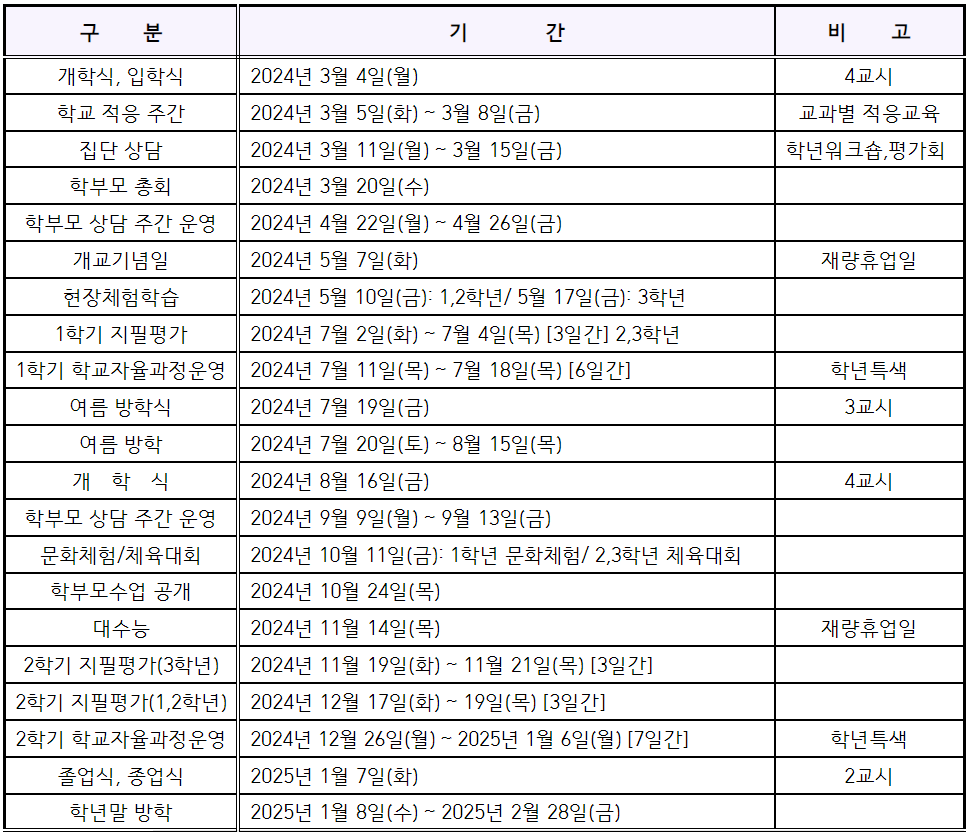 구 분 기 간 비 고
개학식, 입학식 2024년 3월 4일(월) 4교시
학교 적응 주간 2024년 3월 5일(화) ~ 3월 8일(금) 교과별 적응교육
집단 상담 2024년 3월 11일(월) ~ 3월 15일(금) 학년워크숍,평가회
학부모 총회 2024년 3월 20일(수)
학부모 상담 주간 운영 2024년 4월 22일(월) ~ 4월 26일(금)
개교기념일 2024년 5월 7일(화) 재량휴업일
현장체험학습 2024년 5월 10일(금): 1,2학년/ 5월 17일(금): 3학년
1학기 지필평가 2024년 7월 2일(화) ~ 7월 4일(목) [3일간] 2,3학년
1학기 학교자율과정운영 2024년 7월 11일(목) ~ 7월 18일(목) [6일간] 학년특색
여름 방학식 2024년 7월 19일(금) 3교시
여름 방학 2024년 7월 20일(토) ~ 8월 15일(목)
개 학 식 2024년 8월 16일(금) 4교시
학부모 상담 주간 운영 2024년 9월 9일(월) ~ 9월 13일(금)
문화체험/체육대회 2024년 10월 11일(금): 1학년 문화체험/ 2,3학년 체육대회
학부모수업 공개 2024년 10월 24일(목)
대수능 2024년 11월 14일(목) 재량휴업일
2학기 지필평가(3학년) 2024년 11월 19일(화) ~ 11월 21일(목) [3일간]
2학기 지필평가(1,2학년) 2024년 12월 17일(화) ~ 19일(목) [3일간]
2학기 학교자율과정운영 2024년 12월 26일(월) ~ 2025년 1월 6일(월) [7일간] 학년특색
졸업식, 종업식 2025년 1월 7일(화) 2교시
학년말 방학 2025년 1월 8일(수) ~ 2025년 2월 28일(금)